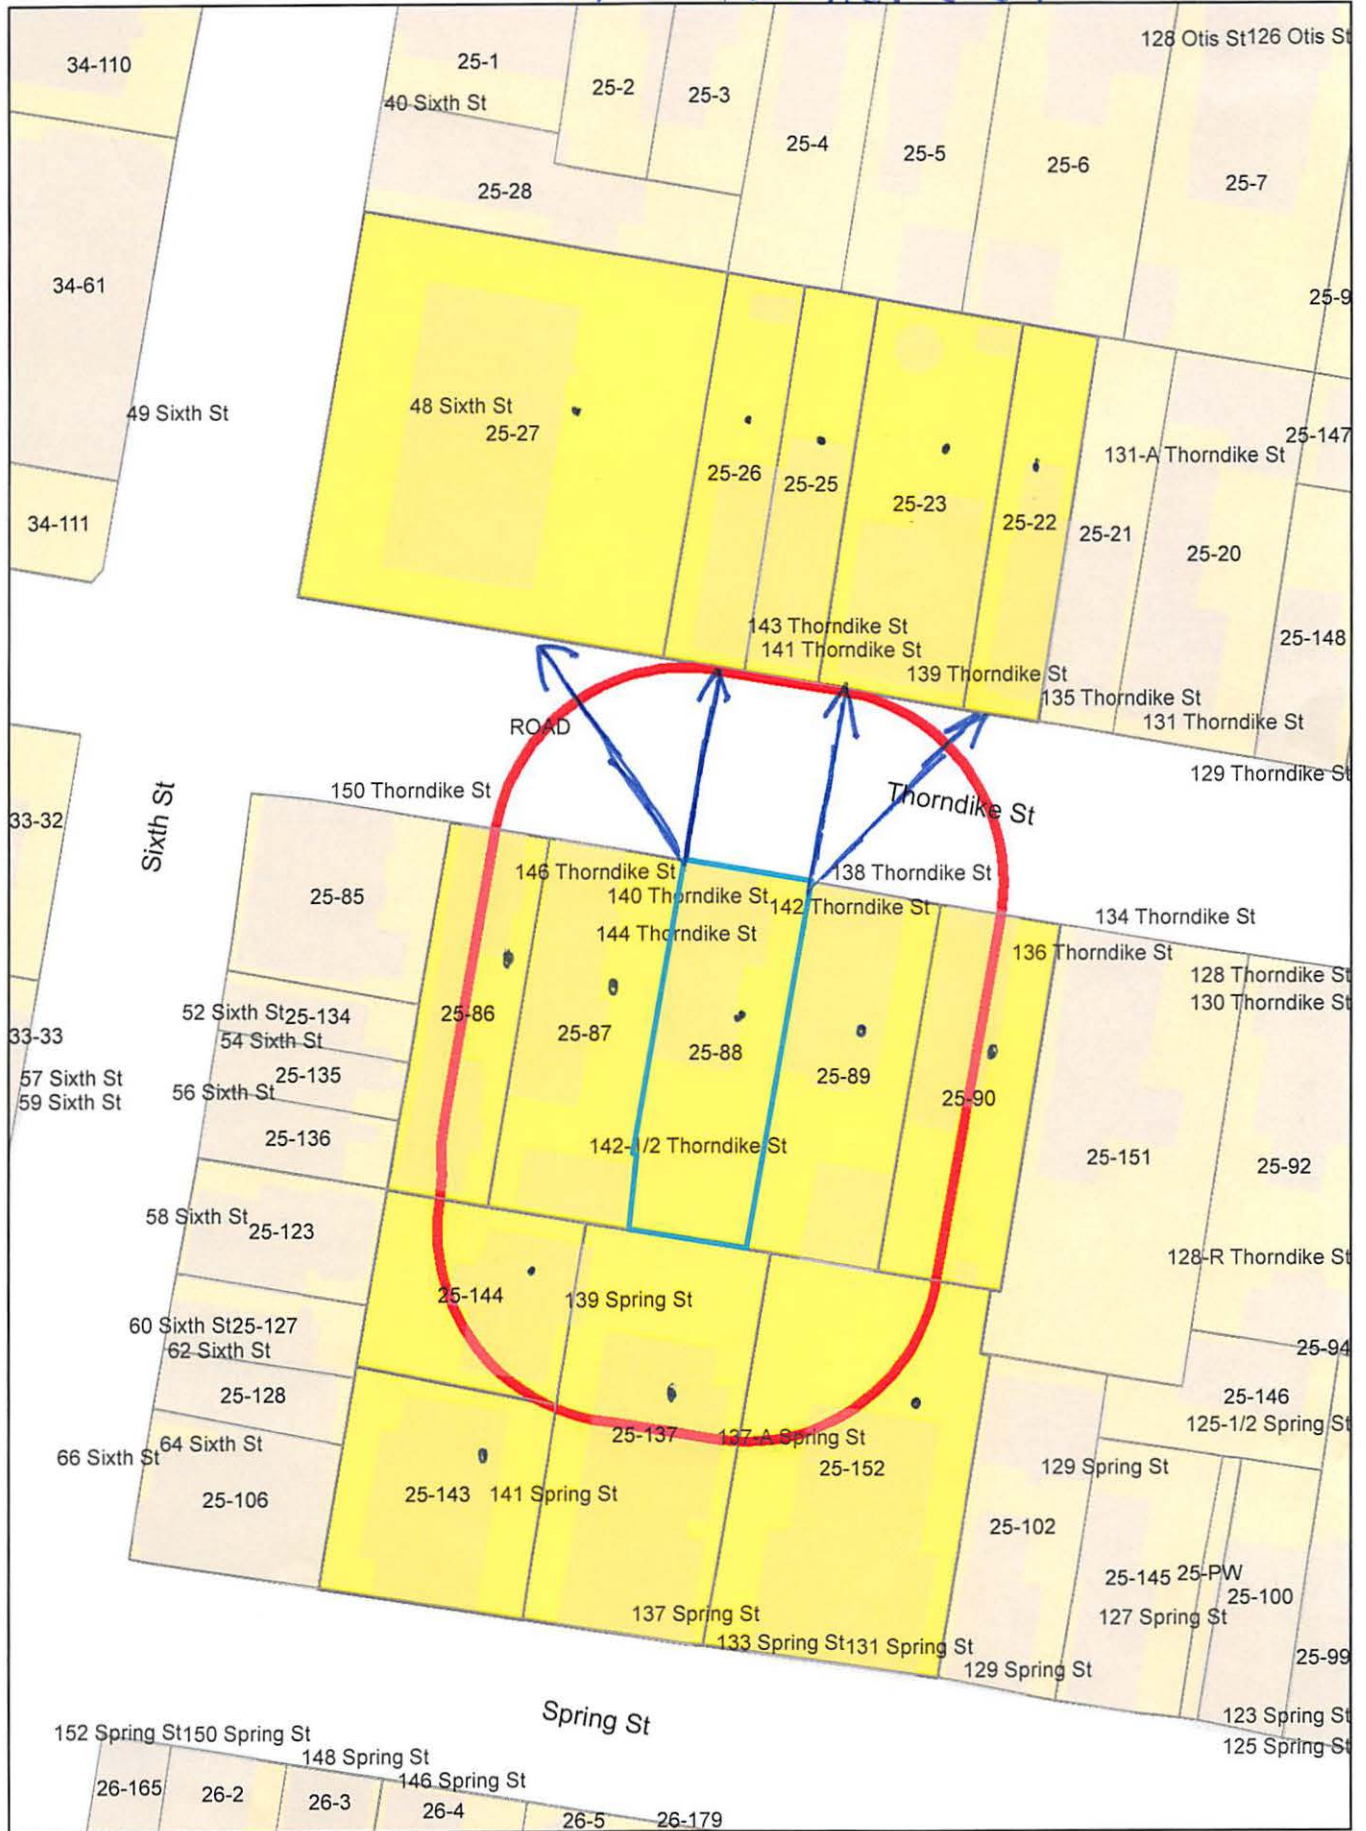 128 Otis St 126 Otis St
34-110
25-1
25-2
25-3
40 Sixth St
25-4
25-5
25-6
25-7
25-28
34-61
25-9
49 Sixth St
48 Sixth St
25-27
25-26
25-25
25-23
25-22
25-147
131-A Thorndike St
34-111
25-21
25-20
25-148
143 Thorndike St
141 Thorndike St
139 Thorndike St
135 Thorndike St
131 Thorndike St
129 Thorndike St
ROAD
150 Thorndike St
Thorndike St
Sixth St
33-32
146 Thorndike St
138 Thorndike St
140 Thorndike St
142 Thorndike St
134 Thorndike St
25-85
144 Thorndike St
136 Thorndike St
128 Thorndike St
130 Thorndike St
52 Sixth St 25-134
25-86
25-87
25-88
25-89
25-90
33-33
54 Sixth St
25-135
57 Sixth St
59 Sixth St
56 Sixth St
25-136
142-1/2 Thorndike St
25-151
25-92
58 Sixth St
25-123
128-R Thorndike St
25-144
139 Spring St
60 Sixth St 25-127
62 Sixth St
25-94
25-128
25-146
125-1/2 Spring St
66 Sixth St
64 Sixth St
25-137
137-A Spring St
25-152
129 Spring St
25-106
25-143
141 Spring St
25-102
25-145
25-PW
25-100
137 Spring St
127 Spring St
133 Spring St 131 Spring St
129 Spring St
25-99
Spring St
123 Spring St
125 Spring St
152 Spring St 150 Spring St
148 Spring St
146 Spring St
26-165
26-2
26-3
26-4
26-5
26-179